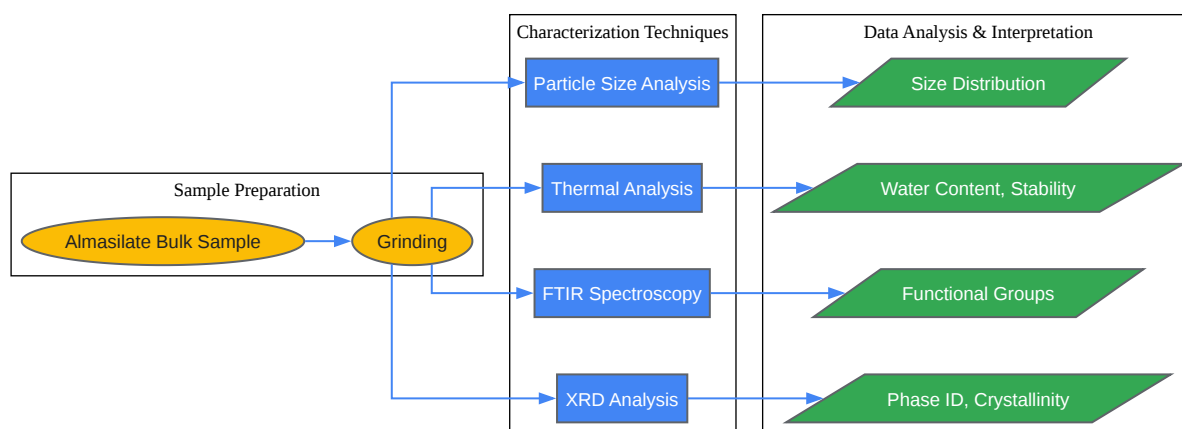 Characterization Techniques
Data Analysis & Interpretation
Particle Size Analysis
Size Distribution
Sample Preparation
Thermal Analysis
Water Content, Stability
Almasilate Bulk Sample
Grinding
FTIR Spectroscopy
Functional Groups
XRD Analysis
Phase ID, Crystallinity